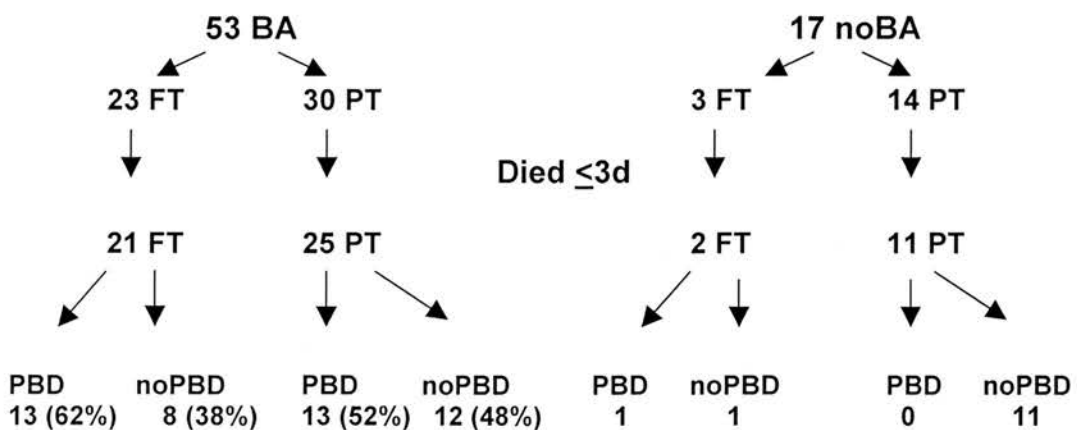 53 BA 17 noBA
23 FT 30 PT 3 FT 14 PT
Died ≤3d
21 FT 25 PT 2 FT 11 PT
PBD noPBD PBD noPBD PBD noPBD PBD noPBD
13 (62%) 8 (38%) 13 (52%) 12 (48%) 1 1 0 11